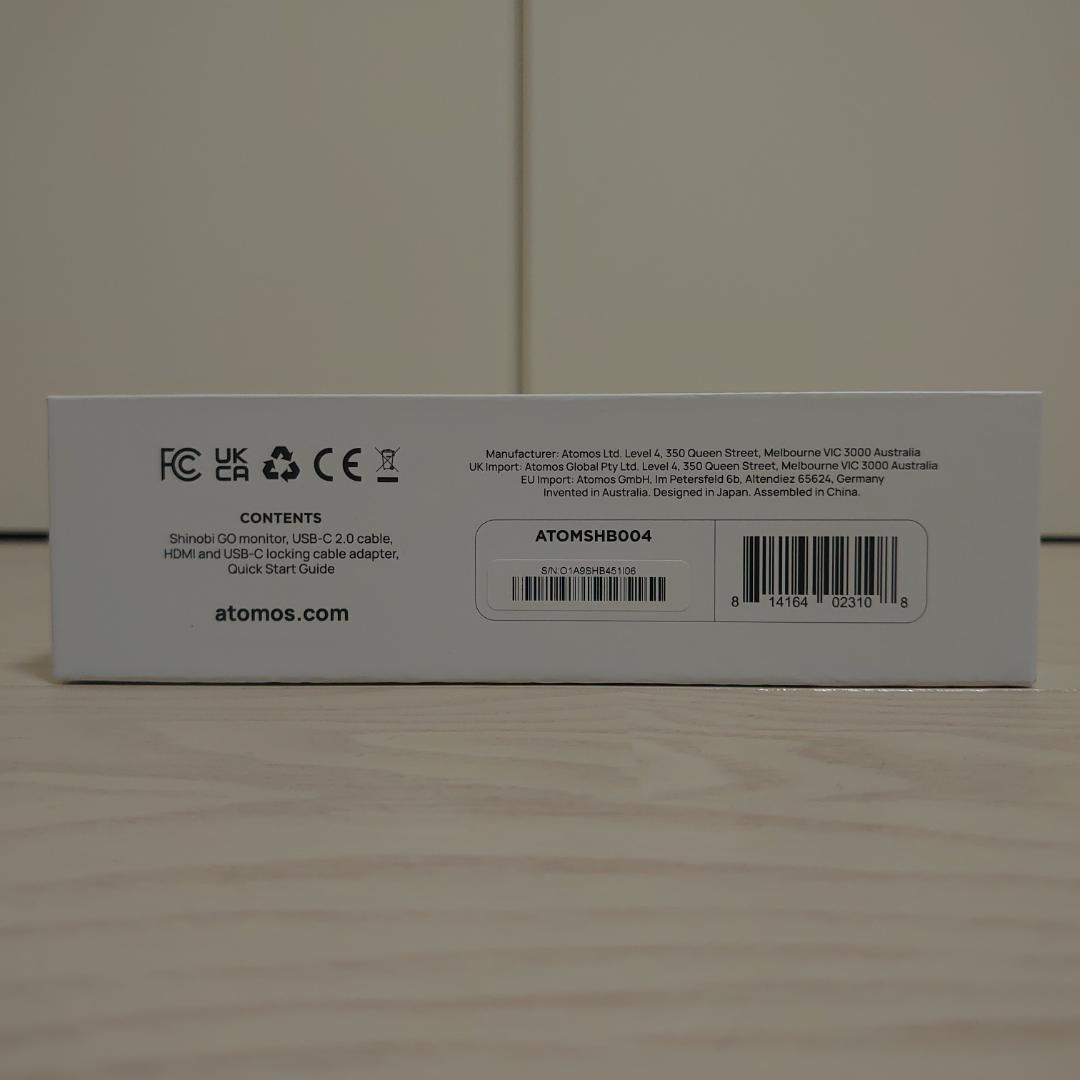 FC UK CA CE
CONTENTS
Shinobi GO monitor, USB-C 2.0 cable,
HDMI and USB-C locking cable adapter,
Quick Start Guide
atomos.com
Manufacturer: Atomos Ltd. Level 4, 350 Queen Street, Melbourne VIC 3000 Australia
UK Import: Atomos Global Pty Ltd. Level 4, 350 Queen Street, Melbourne VIC 3000 Australia
EU Import: Atomos GmbH, Im Petersfeld 6b, Altendiez 65624, Germany
Invented in Australia. Designed in Japan. Assembled in China.
ATOMSHB004
S/N:O1A9SHB451I06
8 14164 02310 8